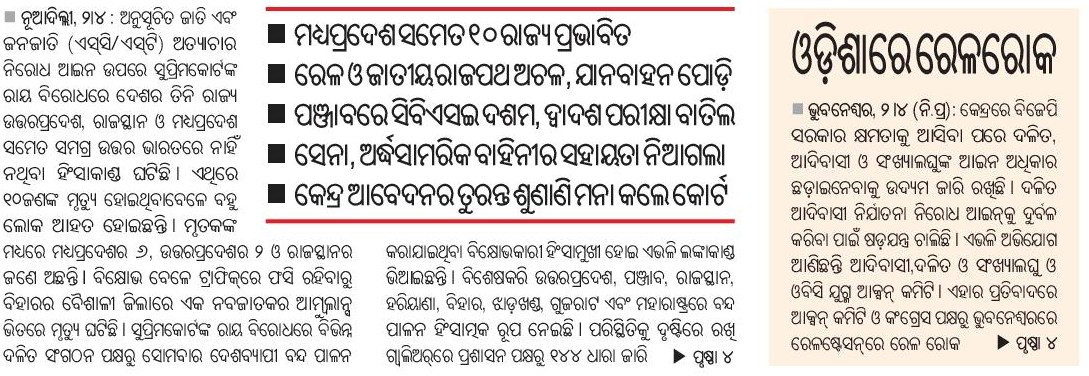 ■ ନୂଆଦିଲ୍ଲୀ, ୨।୪ : ଅନୁସୂଚିତ ଜାତି ଏବଂ
ଜନଜାତି (ଏସ୍‌ସି/ଏସ୍‌ଟି) ଅତ୍ୟାଚାର
ନିରୋଧ ଆଇନ ଉପରେ ସୁପ୍ରିମକୋର୍ଟଙ୍କ
ରାୟ ବିରୋଧରେ ଦେଶର ତିନି ରାଜ୍ୟ
ଉତ୍ତରପ୍ରଦେଶ, ରାଜସ୍ଥାନ ଓ ମଧ୍ୟପ୍ରଦେଶ
ସମେତ ସମଗ୍ର ଉତ୍ତର ଭାରତରେ ନାହିଁ
ନଥିବା ହିଂସାକାଣ୍ଡ ଘଟିଛି। ଏଥିରେ
୧୦ଜଣଙ୍କ ମୃତ୍ୟୁ ହୋଇଥିବାବେଳେ ବହୁ
ଲୋକ ଆହତ ହୋଇଛନ୍ତି। ମୃତକଙ୍କ
ମଧ୍ୟରେ ମଧ୍ୟପ୍ରଦେଶର ୬, ଉତ୍ତରପ୍ରଦେଶର ୨ ଓ ରାଜସ୍ଥାନର
ଜଣେ ଅଛନ୍ତି। ବିକ୍ଷୋଭ ବେଳେ ଟ୍ରାଫିକ୍‌ରେ ଫସି ରହିବାରୁ
ବିହାରର ବୈଶାଳୀ ଜିଲାରେ ଏକ ନବଜାତକର ଆମ୍ବୁଲାନ୍ସ
ଭିତରେ ମୃତ୍ୟୁ ଘଟିଛି। ସୁପ୍ରିମକୋର୍ଟଙ୍କ ରାୟ ବିରୋଧରେ ବିଭିନ୍ନ
ଦଳିତ ସଂଗଠନ ପକ୍ଷରୁ ସୋମବାର ଦେଶବ୍ୟାପୀ ବନ୍ଦ ପାଳନ
■ ମଧ୍ୟପ୍ରଦେଶ ସମେତ ୧୦ ରାଜ୍ୟ ପ୍ରଭାବିତ
■ ରେଳ ଓ ଜାତୀୟ ରାଜପଥ ଅଚଳ, ଯାନବାହନ ପୋଡ଼ି
■ ପଞ୍ଜାବରେ ସିବିଏସଇ ଦଶମ, ଦ୍ୱାଦଶ ପରୀକ୍ଷା ବାତିଲ
■ ସେନା, ଅର୍ଦ୍ଧସାମରିକ ବାହିନୀର ସହାୟତା ନିଆଗଲା
■ କେନ୍ଦ୍ର ଆବେଦନର ତୁରନ୍ତ ଶୁଣାଣି ମନା କଲେ କୋର୍ଟ
କରାଯାଇଥିବା ବିକ୍ଷୋଭକାରୀ ହିଂସାମୁଖୀ ହୋଇ ଏଭଳି ଲଙ୍କାକାଣ୍ଡ
ଭିଆଇଛନ୍ତି। ବିଶେଷକରି ଉତ୍ତରପ୍ରଦେଶ, ପଞ୍ଜାବ, ରାଜସ୍ଥାନ,
ହରିୟାଣା, ବିହାର, ଝାଡ଼ଖଣ୍ଡ, ଗୁଜରାଟ ଏବଂ ମହାରାଷ୍ଟ୍ରରେ ବନ୍ଦ
ପାଳନ ହିଂସାତ୍ମକ ରୂପ ନେଇଛି। ପରିସ୍ଥିତିକୁ ଦୃଷ୍ଟିରେ ରଖି
ଗ୍ୱାଲିଅର୍‌ରେ ପ୍ରଶାସନ ପକ୍ଷରୁ ୧୪୪ ଧାରା ଜାରି ▶ ପୃଷ୍ଠା ୪
ଓଡ଼ିଶାରେ ରେଳରୋକ
■ ଭୁବନେଶ୍ୱର, ୨।୪ (ନି.ପ୍ର): କେନ୍ଦ୍ରରେ ବିଜେପି
ସରକାର କ୍ଷମତାକୁ ଆସିବା ପରେ ଦଳିତ,
ଆଦିବାସୀ ଓ ସଂଖ୍ୟାଲଘୁଙ୍କ ଆଇନ ଅଧିକାର
ଛଡ଼ାଇନେବାକୁ ଉଦ୍ୟମ ଜାରି ରଖିଛି। ଦଳିତ
ଆଦିବାସୀ ନିର୍ଯାତନା ନିରୋଧ ଆଇନ୍‌କୁ ଦୁର୍ବଳ
କରିବା ପାଇଁ ଷଡ଼ଯନ୍ତ୍ର ଚାଲିଛି। ଏଭଳି ଅଭିଯୋଗ
ଆଣିଛନ୍ତି ଆଦିବାସୀ,ଦଳିତ ଓ ସଂଖ୍ୟାଲଘୁ ଓ
ଓବିସି ଯୁଗ୍ମ ଆକ୍ସନ୍ କମିଟି। ଏହାର ପ୍ରତିବାଦରେ
ଆକ୍ସନ୍ କମିଟି ଓ କଂଗ୍ରେସ ପକ୍ଷରୁ ଭୁବନେଶ୍ୱରରେ
ରେଳଷ୍ଟେସନ୍‌ରେ ରେଳ ରୋକ ▶ ପୃଷ୍ଠା ୪